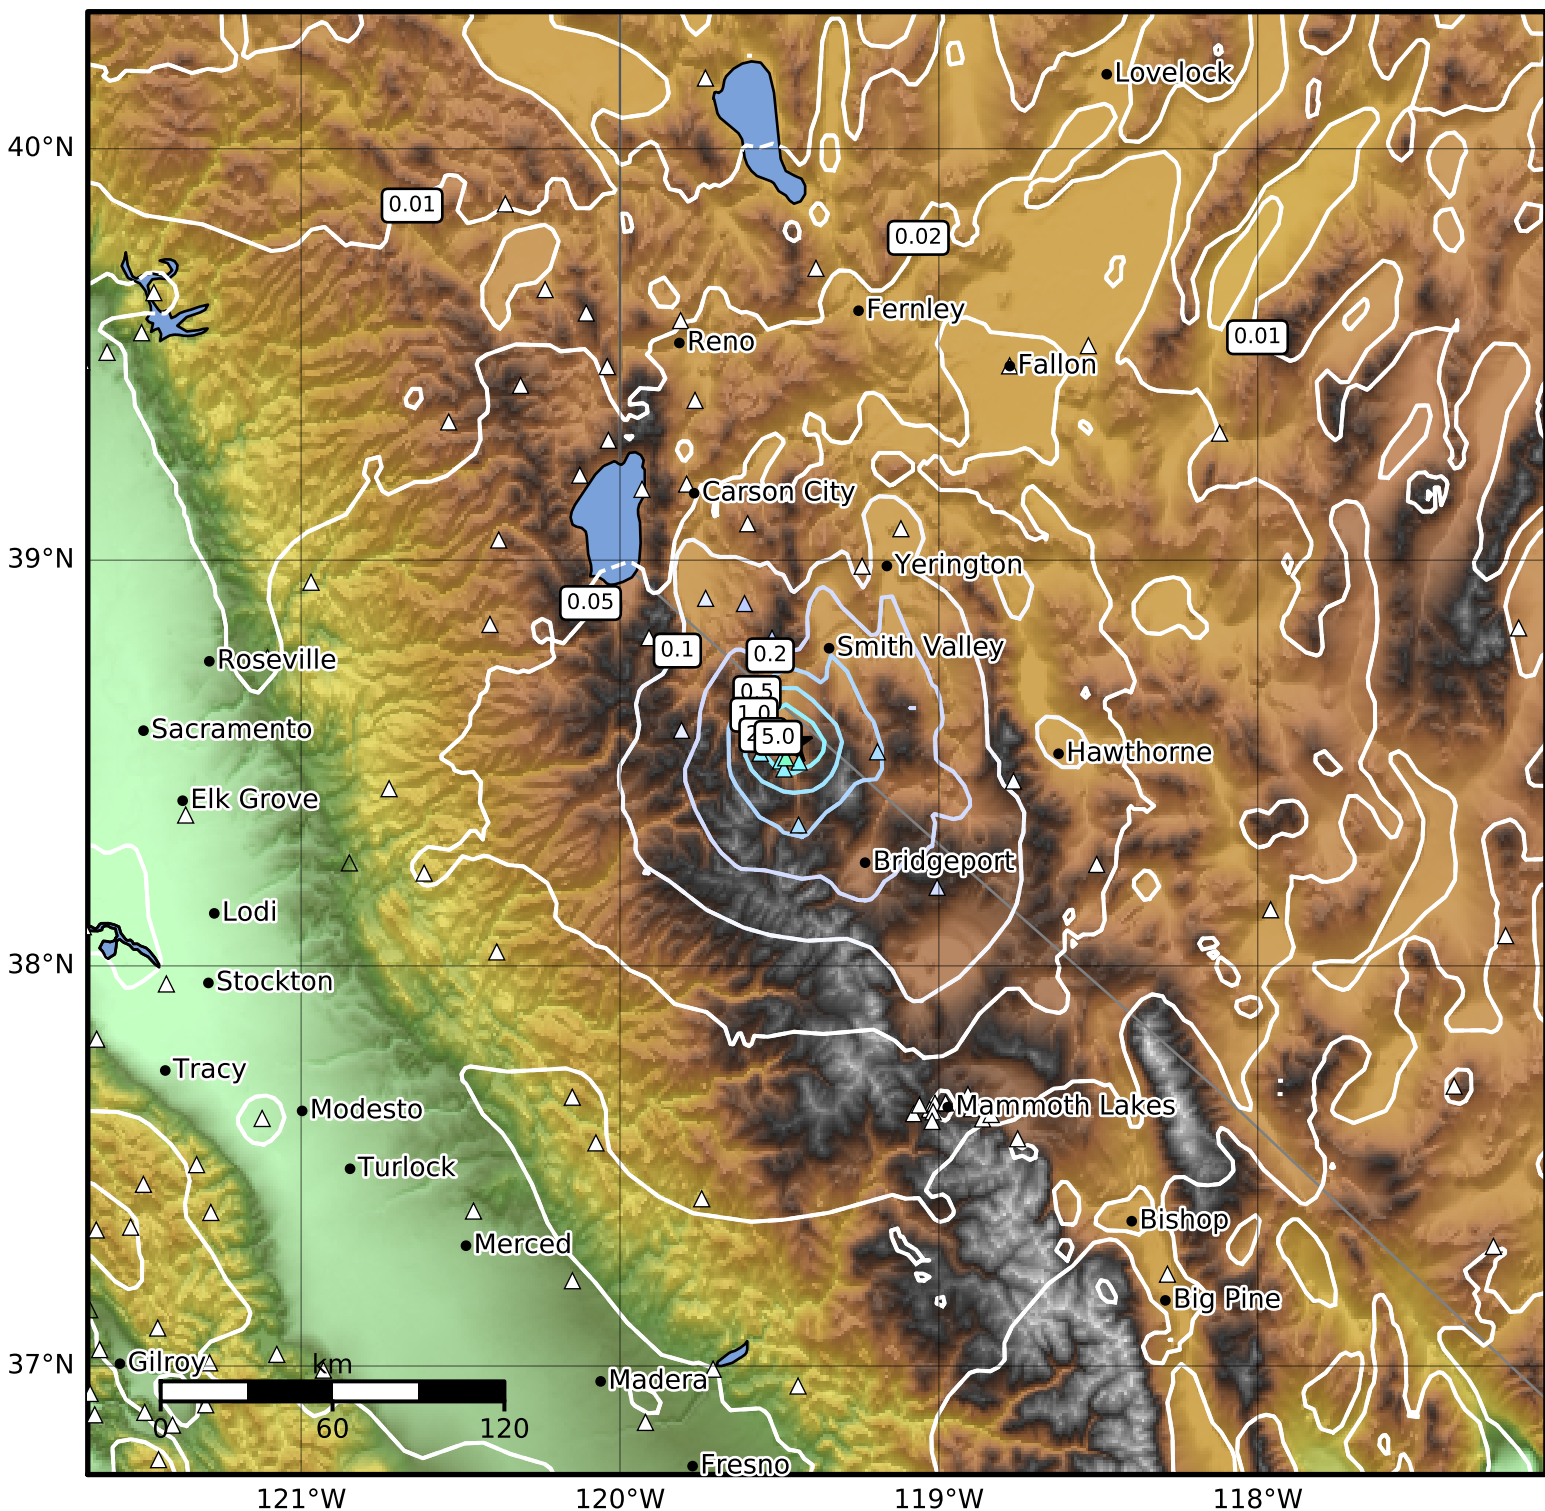 Lovelock
40°N
0.01
0.02
Fernley
0.01
Reno
Fallon
Carson City
39°N
Yerington
0.05
0.1
0.2
Smith Valley
Roseville
0.5
1.0
Sacramento
5.0
Hawthorne
Elk Grove
Bridgeport
Lodi
38°N
Stockton
Tracy
Modesto
Mammoth Lakes
Turlock
Bishop
Merced
Big Pine
37°N
Gilroy
km
Madera
0 60 120
Fresno
121°W 120°W 119°W 118°W